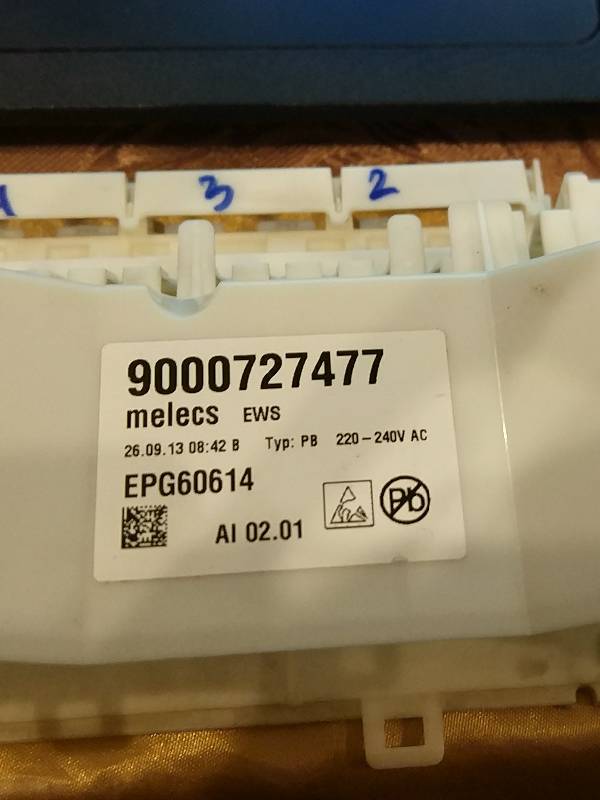 3 2
9000727477
melecs EWS
26.09.13 08:42 B Typ: PB 220-240V AC
EPG60614
AI 02.01
Pb